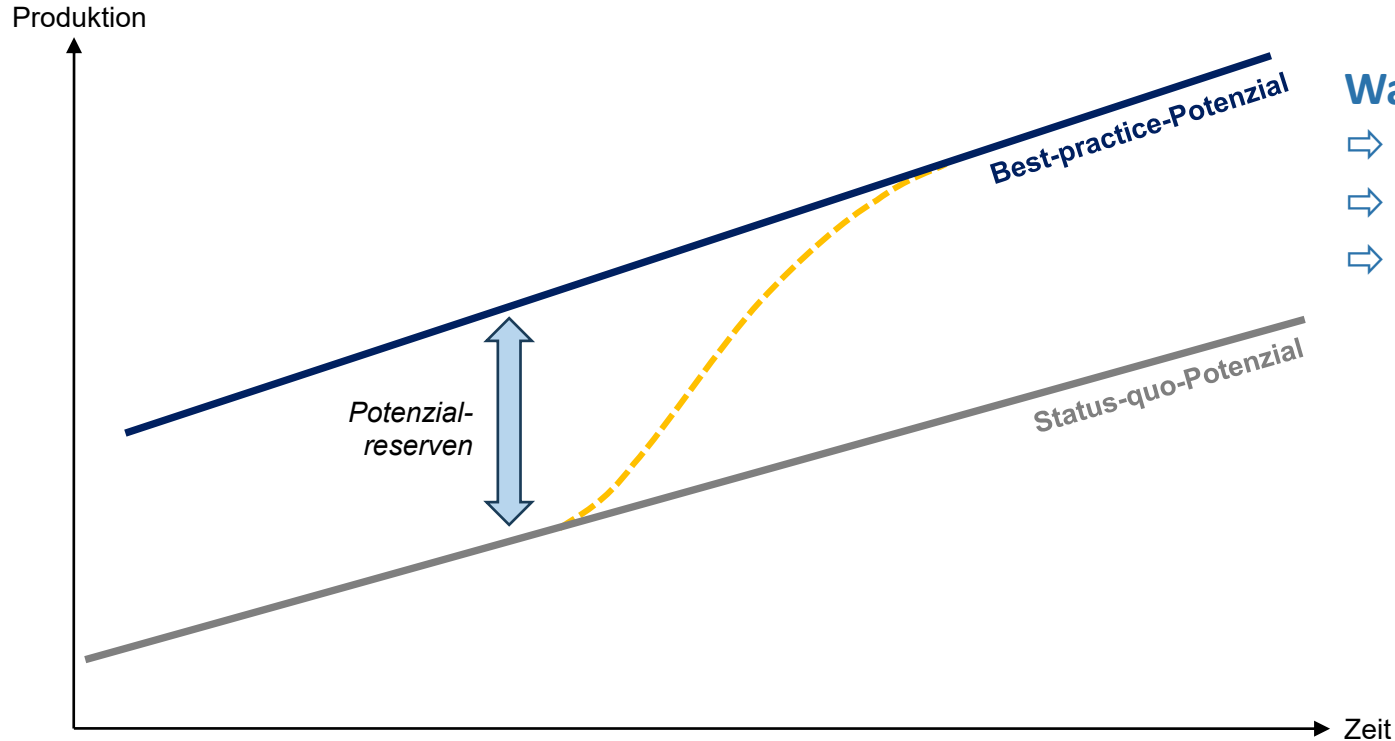 Produktion
Best-practice-Potenzial
Potenzial-
reserven
Status-quo-Potenzial
Zeit